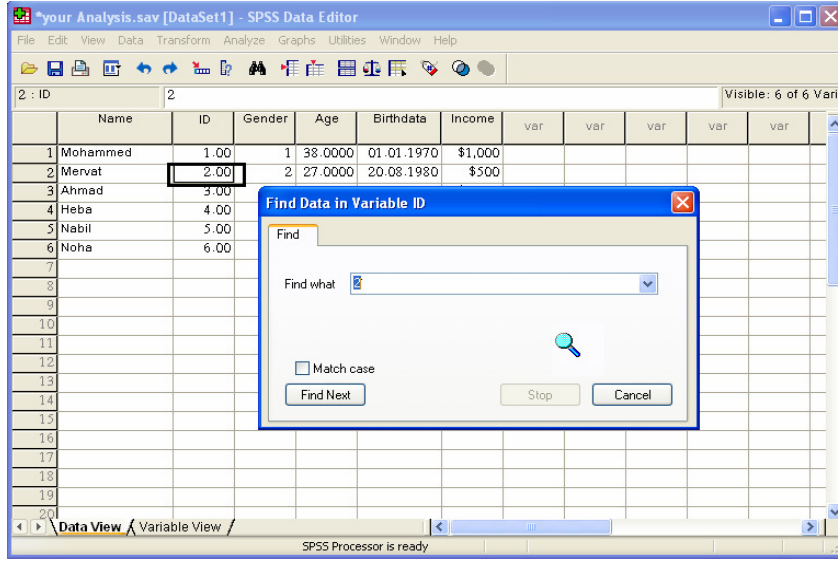 *your Analysis.sav [DataSet1] - SPSS Data Editor
File Edit View Data Transform Analyze Graphs Utilities Window Help
2 : ID 2 Visible: 6 of 6 Vari
Name ID Gender Age Birthdata Income var var var var var
1 Mohammed 1.00 1 38.0000 01.01.1970 $1,000
2 Mervat 2.00 2 27.0000 20.08.1980 $500
3 Ahmad 3.00
4 Heba 4.00
5 Nabil 5.00
6 Noha 6.00
7
8
9
10
11
12
13
14
15
16
17
18
19
20
Find Data in Variable ID
Find
Find what 2
Match case
Find Next Stop Cancel
Data View Variable View
SPSS Processor is ready